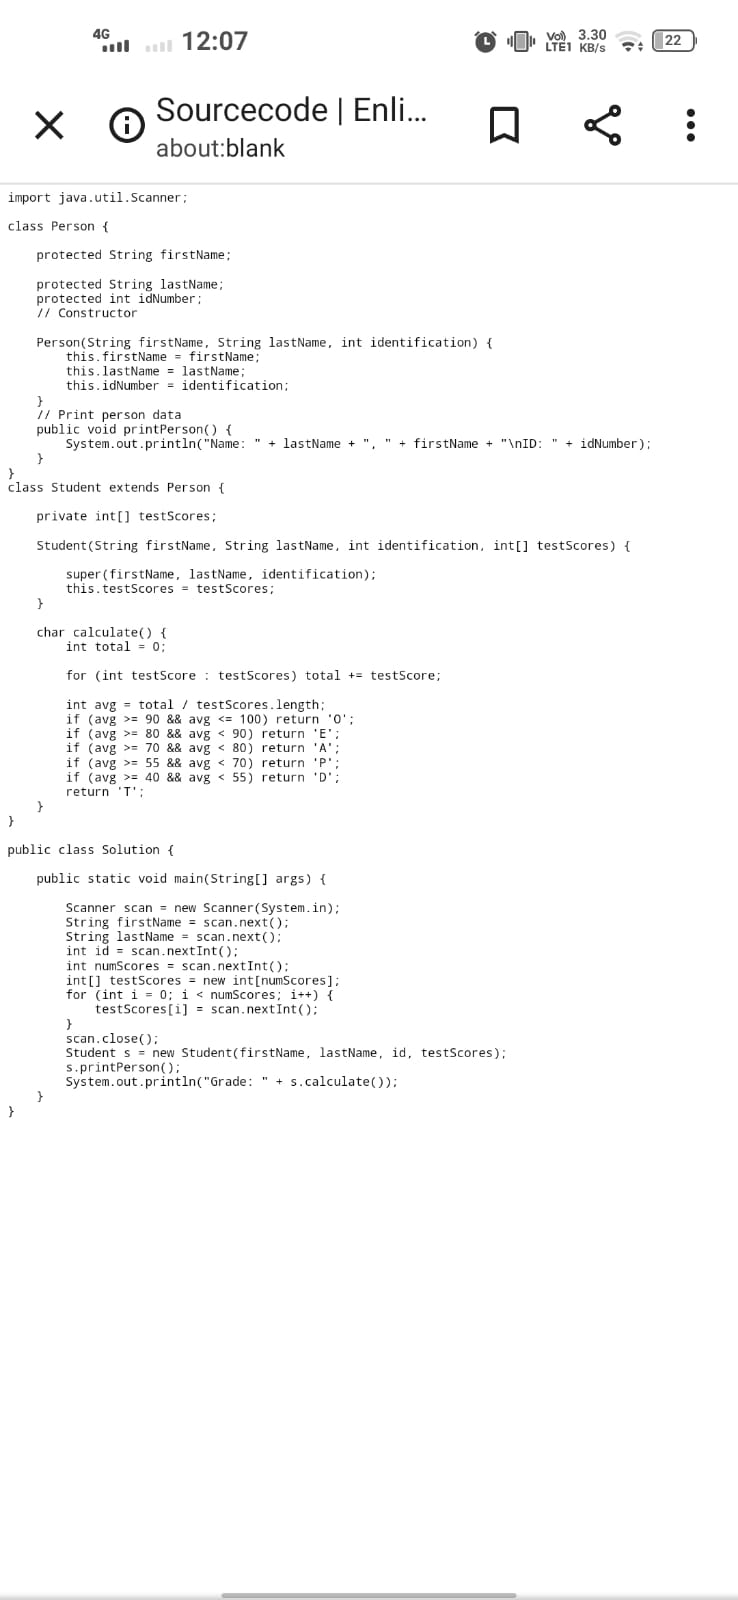 4G 12:07 Vo) LTE1 3.30 KB/s 22
Sourcecode | Enli...
about:blank
import java.util.Scanner;
class Person {
protected String firstName;
protected String lastName;
protected int idNumber;
// Constructor
Person(String firstName, String lastName, int identification) {
this.firstName = firstName;
this.lastName = lastName;
this.idNumber = identification;
}
// Print person data
public void printPerson() {
System.out.println("Name: " + lastName + ", " + firstName + "\nID: " + idNumber);
}
}
class Student extends Person {
private int[] testScores;
Student(String firstName, String lastName, int identification, int[] testScores) {
super(firstName, lastName, identification);
this.testScores = testScores;
}
char calculate() {
int total = 0;
for (int testScore : testScores) total += testScore;
int avg = total / testScores.length;
if (avg >= 90 && avg <= 100) return 'O';
if (avg >= 80 && avg < 90) return 'E';
if (avg >= 70 && avg < 80) return 'A';
if (avg >= 55 && avg < 70) return 'P';
if (avg >= 40 && avg < 55) return 'D';
return 'T';
}
}
public class Solution {
public static void main(String[] args) {
Scanner scan = new Scanner(System.in);
String firstName = scan.next();
String lastName = scan.next();
int id = scan.nextInt();
int numScores = scan.nextInt();
int[] testScores = new int[numScores];
for (int i = 0; i < numScores; i++) {
testScores[i] = scan.nextInt();
}
scan.close();
Student s = new Student(firstName, lastName, id, testScores);
s.printPerson();
System.out.println("Grade: " + s.calculate());
}
}